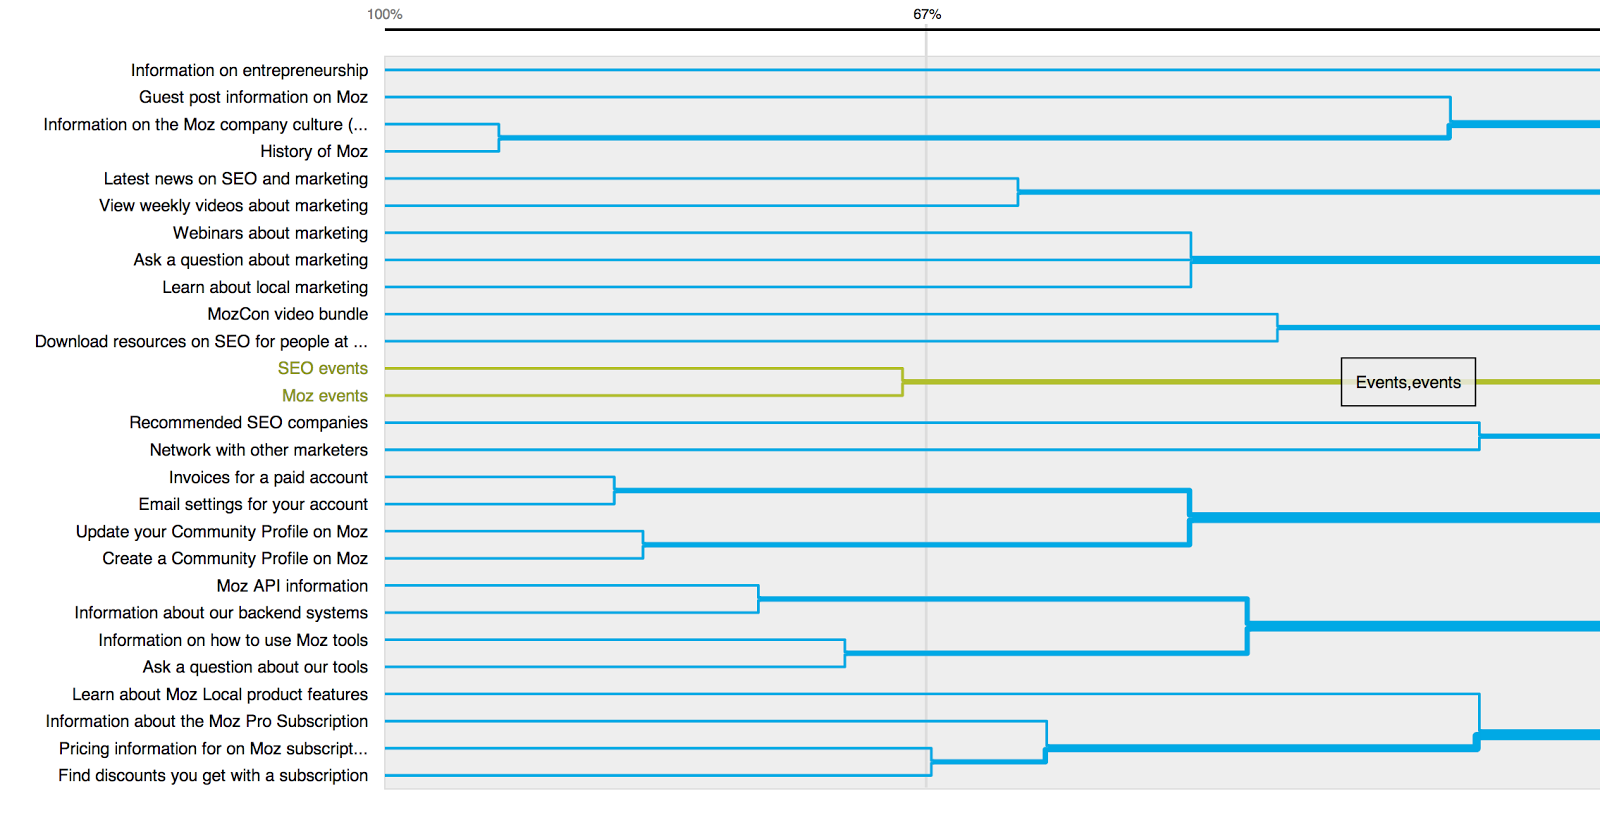 100% 67%
Information on entrepreneurship
Guest post information on Moz
Information on the Moz company culture (...
History of Moz
Latest news on SEO and marketing
View weekly videos about marketing
Webinars about marketing
Ask a question about marketing
Learn about local marketing
MozCon video bundle
Download resources on SEO for people at ...
SEO events
Events,events
Moz events
Recommended SEO companies
Network with other marketers
Invoices for a paid account
Email settings for your account
Update your Community Profile on Moz
Create a Community Profile on Moz
Moz API information
Information about our backend systems
Information on how to use Moz tools
Ask a question about our tools
Learn about Moz Local product features
Information about the Moz Pro Subscription
Pricing information for on Moz subscript...
Find discounts you get with a subscription